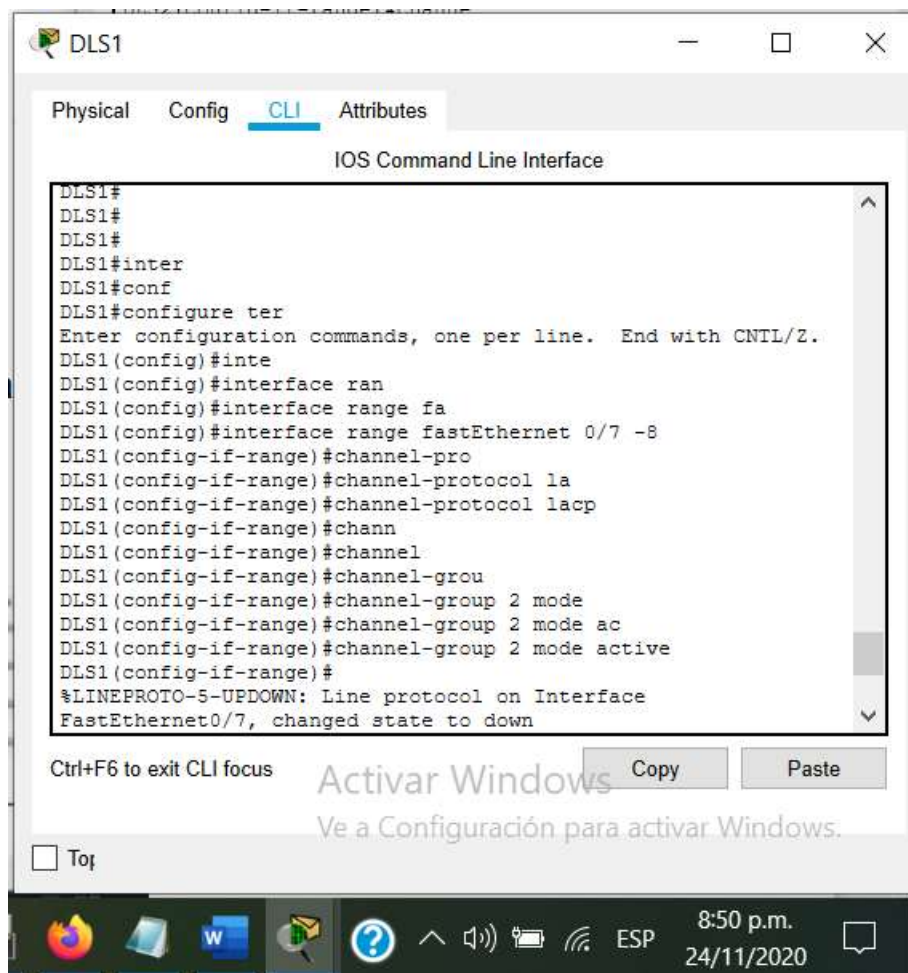 DLS1
Physical Config CLI Attributes
IOS Command Line Interface
DLS1#
DLS1#
DLS1#
DLS1#inter
DLS1#conf
DLS1#configure ter
Enter configuration commands, one per line.  End with CNTL/Z.
DLS1(config)#inte
DLS1(config)#interface ran
DLS1(config)#interface range fa
DLS1(config)#interface range fastEthernet 0/7 -8
DLS1(config-if-range)#channel-pro
DLS1(config-if-range)#channel-protocol la
DLS1(config-if-range)#channel-protocol lacp
DLS1(config-if-range)#chann
DLS1(config-if-range)#channel
DLS1(config-if-range)#channel-grou
DLS1(config-if-range)#channel-group 2 mode
DLS1(config-if-range)#channel-group 2 mode ac
DLS1(config-if-range)#channel-group 2 mode active
DLS1(config-if-range)#
%LINEPROTO-5-UPDOWN: Line protocol on Interface
FastEthernet0/7, changed state to down
Ctrl+F6 to exit CLI focus
Copy Paste
Activar Windows
Ve a Configuración para activar Windows.
Top
W ? ESP 8:50 p.m.
24/11/2020